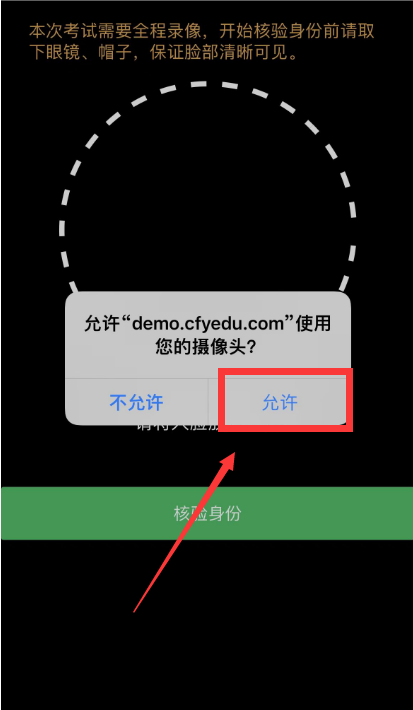 本次考试需要全程录像，开始核验身份前请取
下眼镜、帽子，保证脸部清晰可见。
允许“demo.cfyedu.com”使用
您的摄像头？
不允许
允许
核验身份